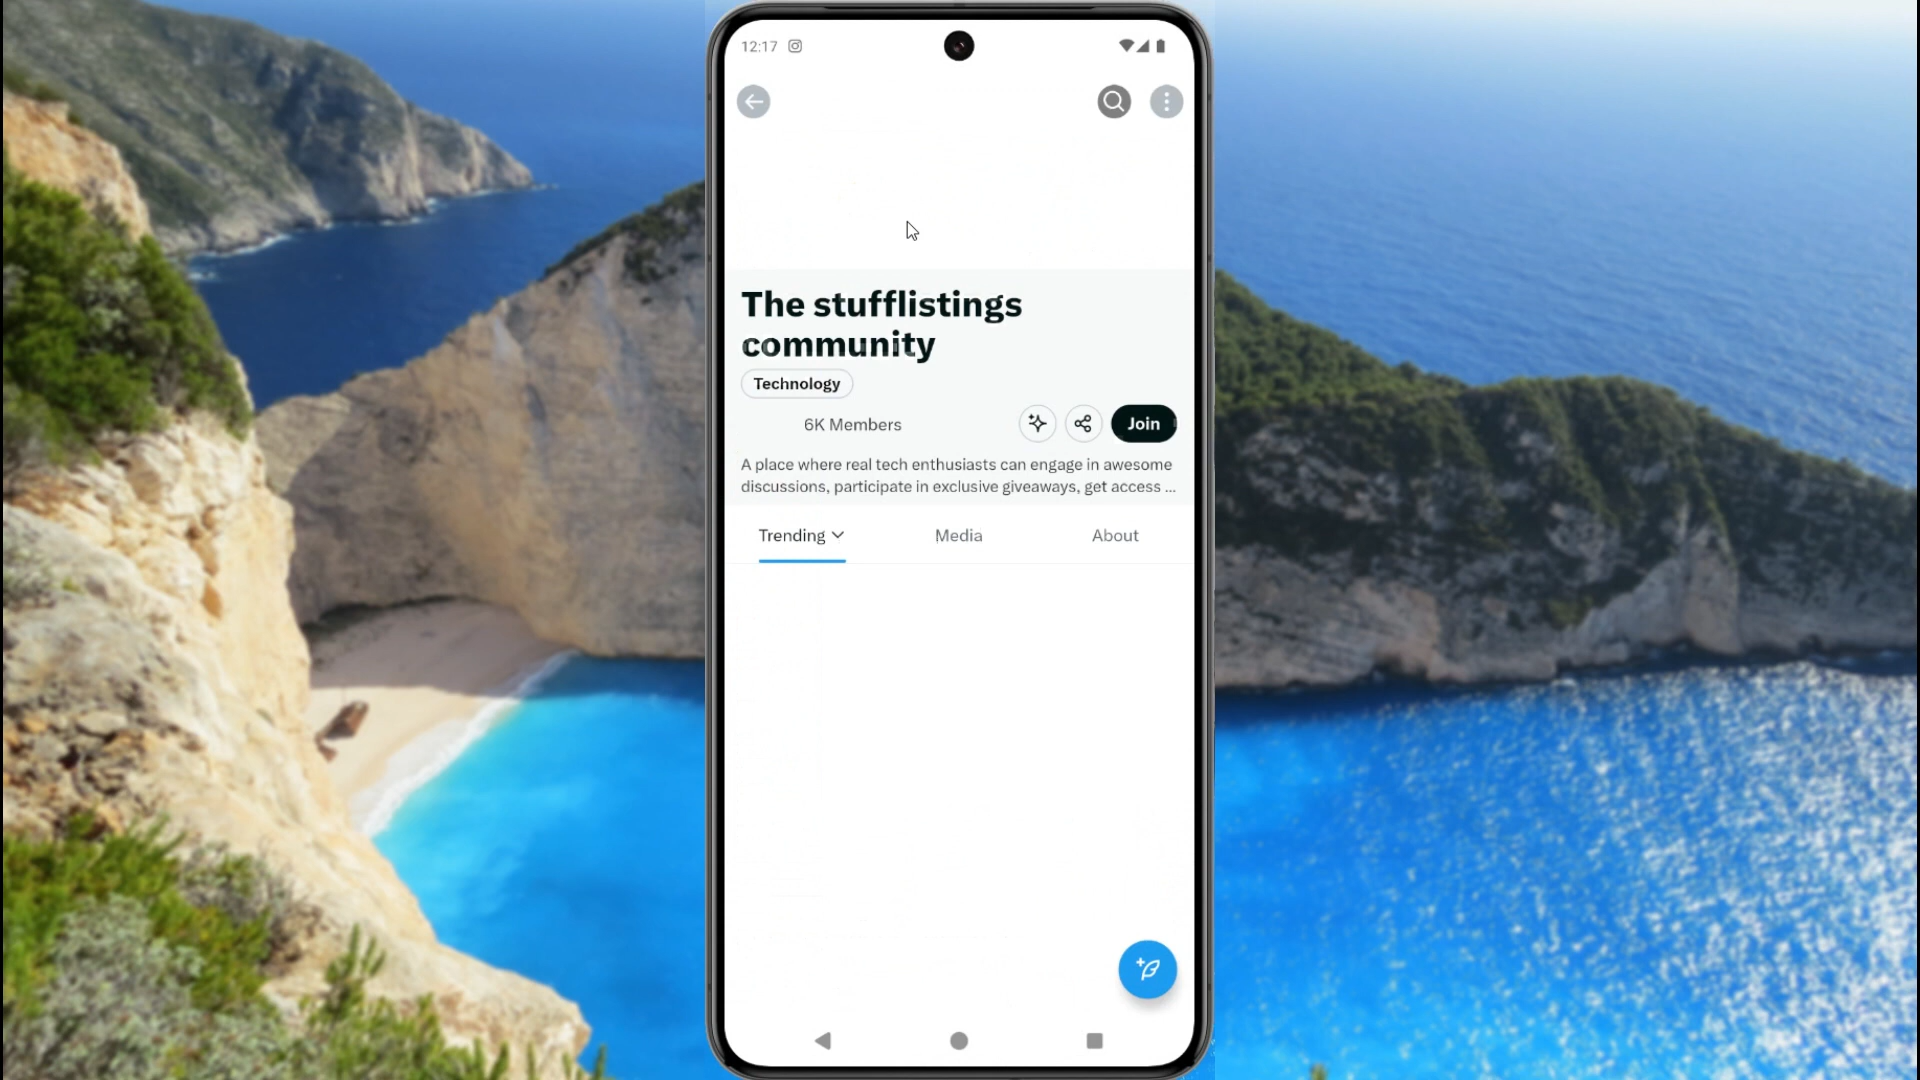 12:17
The stufflistings
community
Technology
6K Members
Join
A place where real tech enthusiasts can engage in awesome
discussions, participate in exclusive giveaways, get access ...
Trending
Media
About